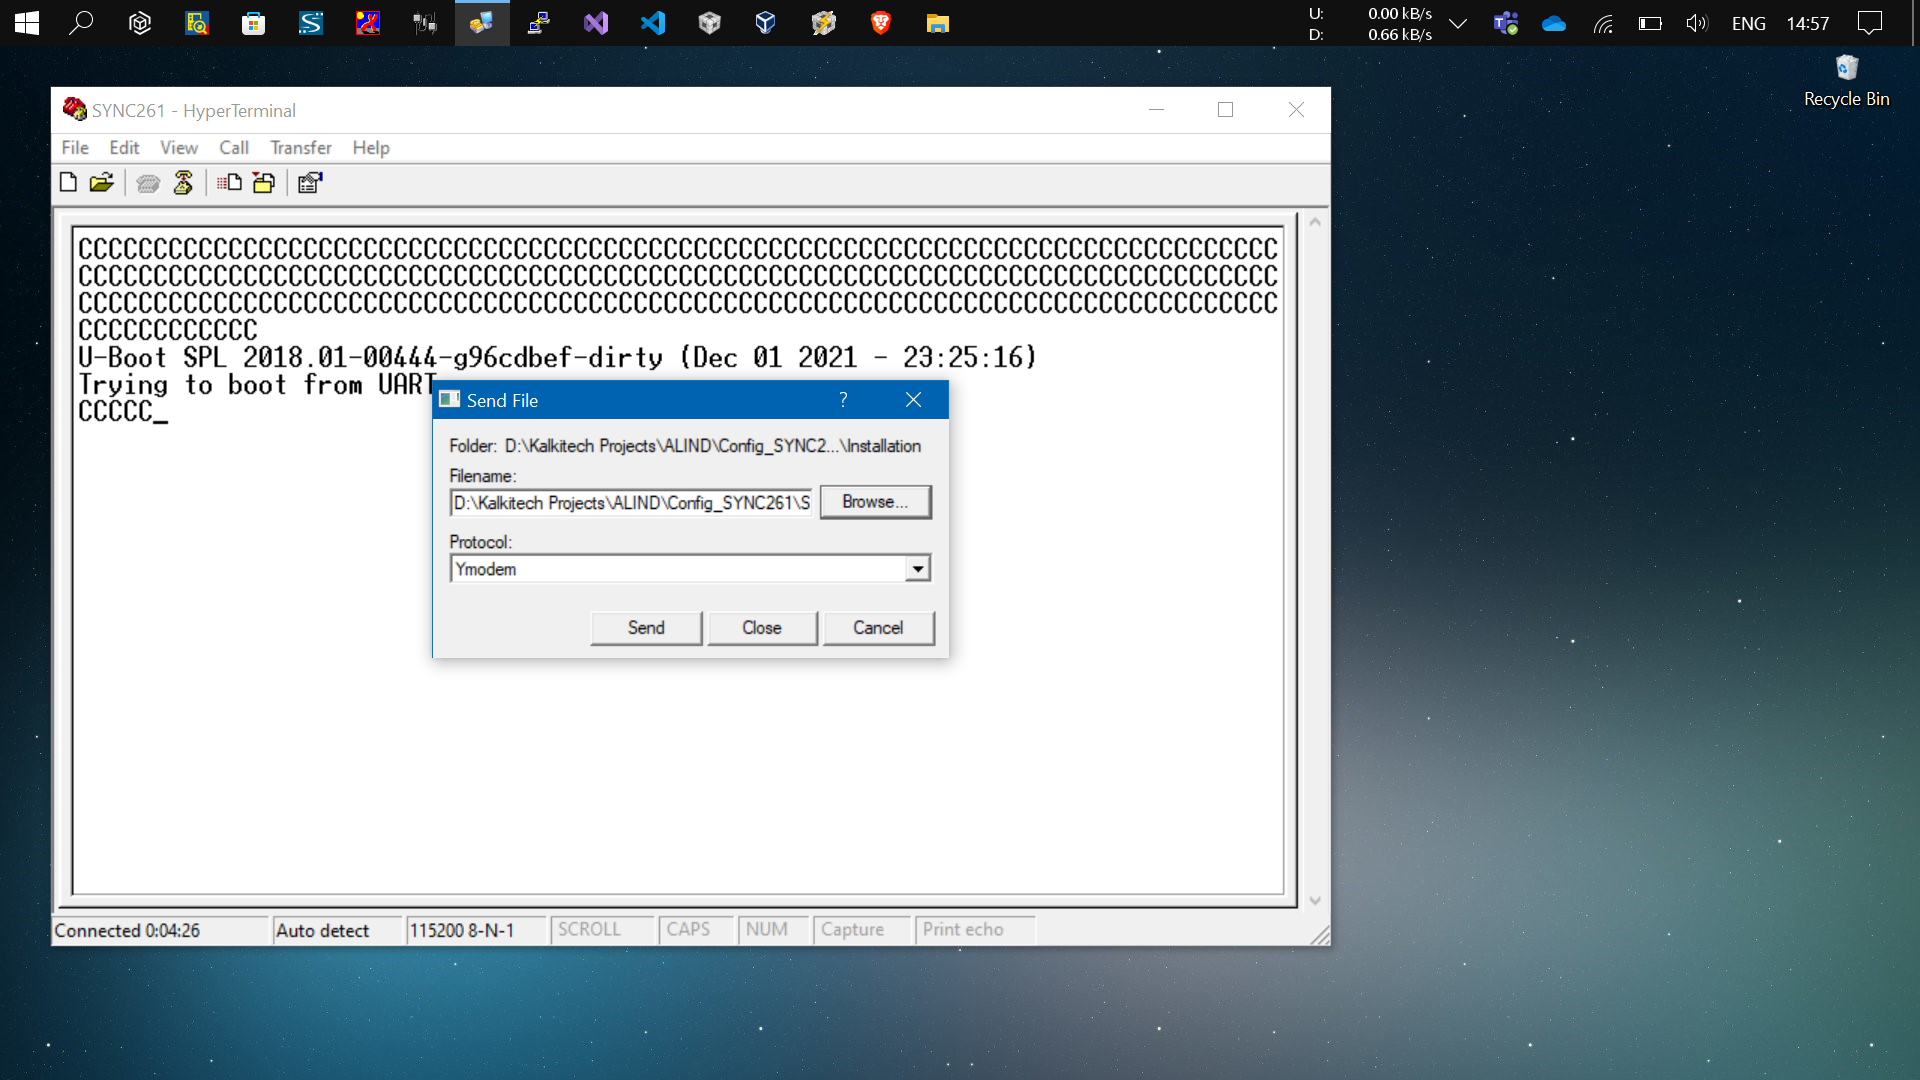 U: 0.00 kB/s
D: 0.66 kB/s
ENG
14:57
Recycle Bin
SYNC261 - HyperTerminal
File Edit View Call Transfer Help
CCCCCCCCCCCCCCCCCCCCCCCCCCCCCCCCCCCCCCCCCCCCCCCCCCCCCCCCCCCCCCCCCCCCCCCCCCCCCCCC
CCCCCCCCCCCCCCCCCCCCCCCCCCCCCCCCCCCCCCCCCCCCCCCCCCCCCCCCCCCCCCCCCCCCCCCCCCCCCCCC
CCCCCCCCCCCCCCCCCCCCCCCCCCCCCCCCCCCCCCCCCCCCCCCCCCCCCCCCCCCCCCCCCCCCCCCCCCCCCCCC
CCCCCCCCCCCC
U-Boot SPL 2018.01-00444-g96cdbef-dirty (Dec 01 2021 - 23:25:16)
Trying to boot from UART
CCCCC_
Send File
Folder: D:\Kalkitech Projects\ALIND\Config_SYNC2...\Installation
Filename:
D:\Kalkitech Projects\ALIND\Config_SYNC261\S
Browse...
Protocol:
Ymodem
Send Close Cancel
Connected 0:04:26 Auto detect 115200 8-N-1 SCROLL CAPS NUM Capture Print echo